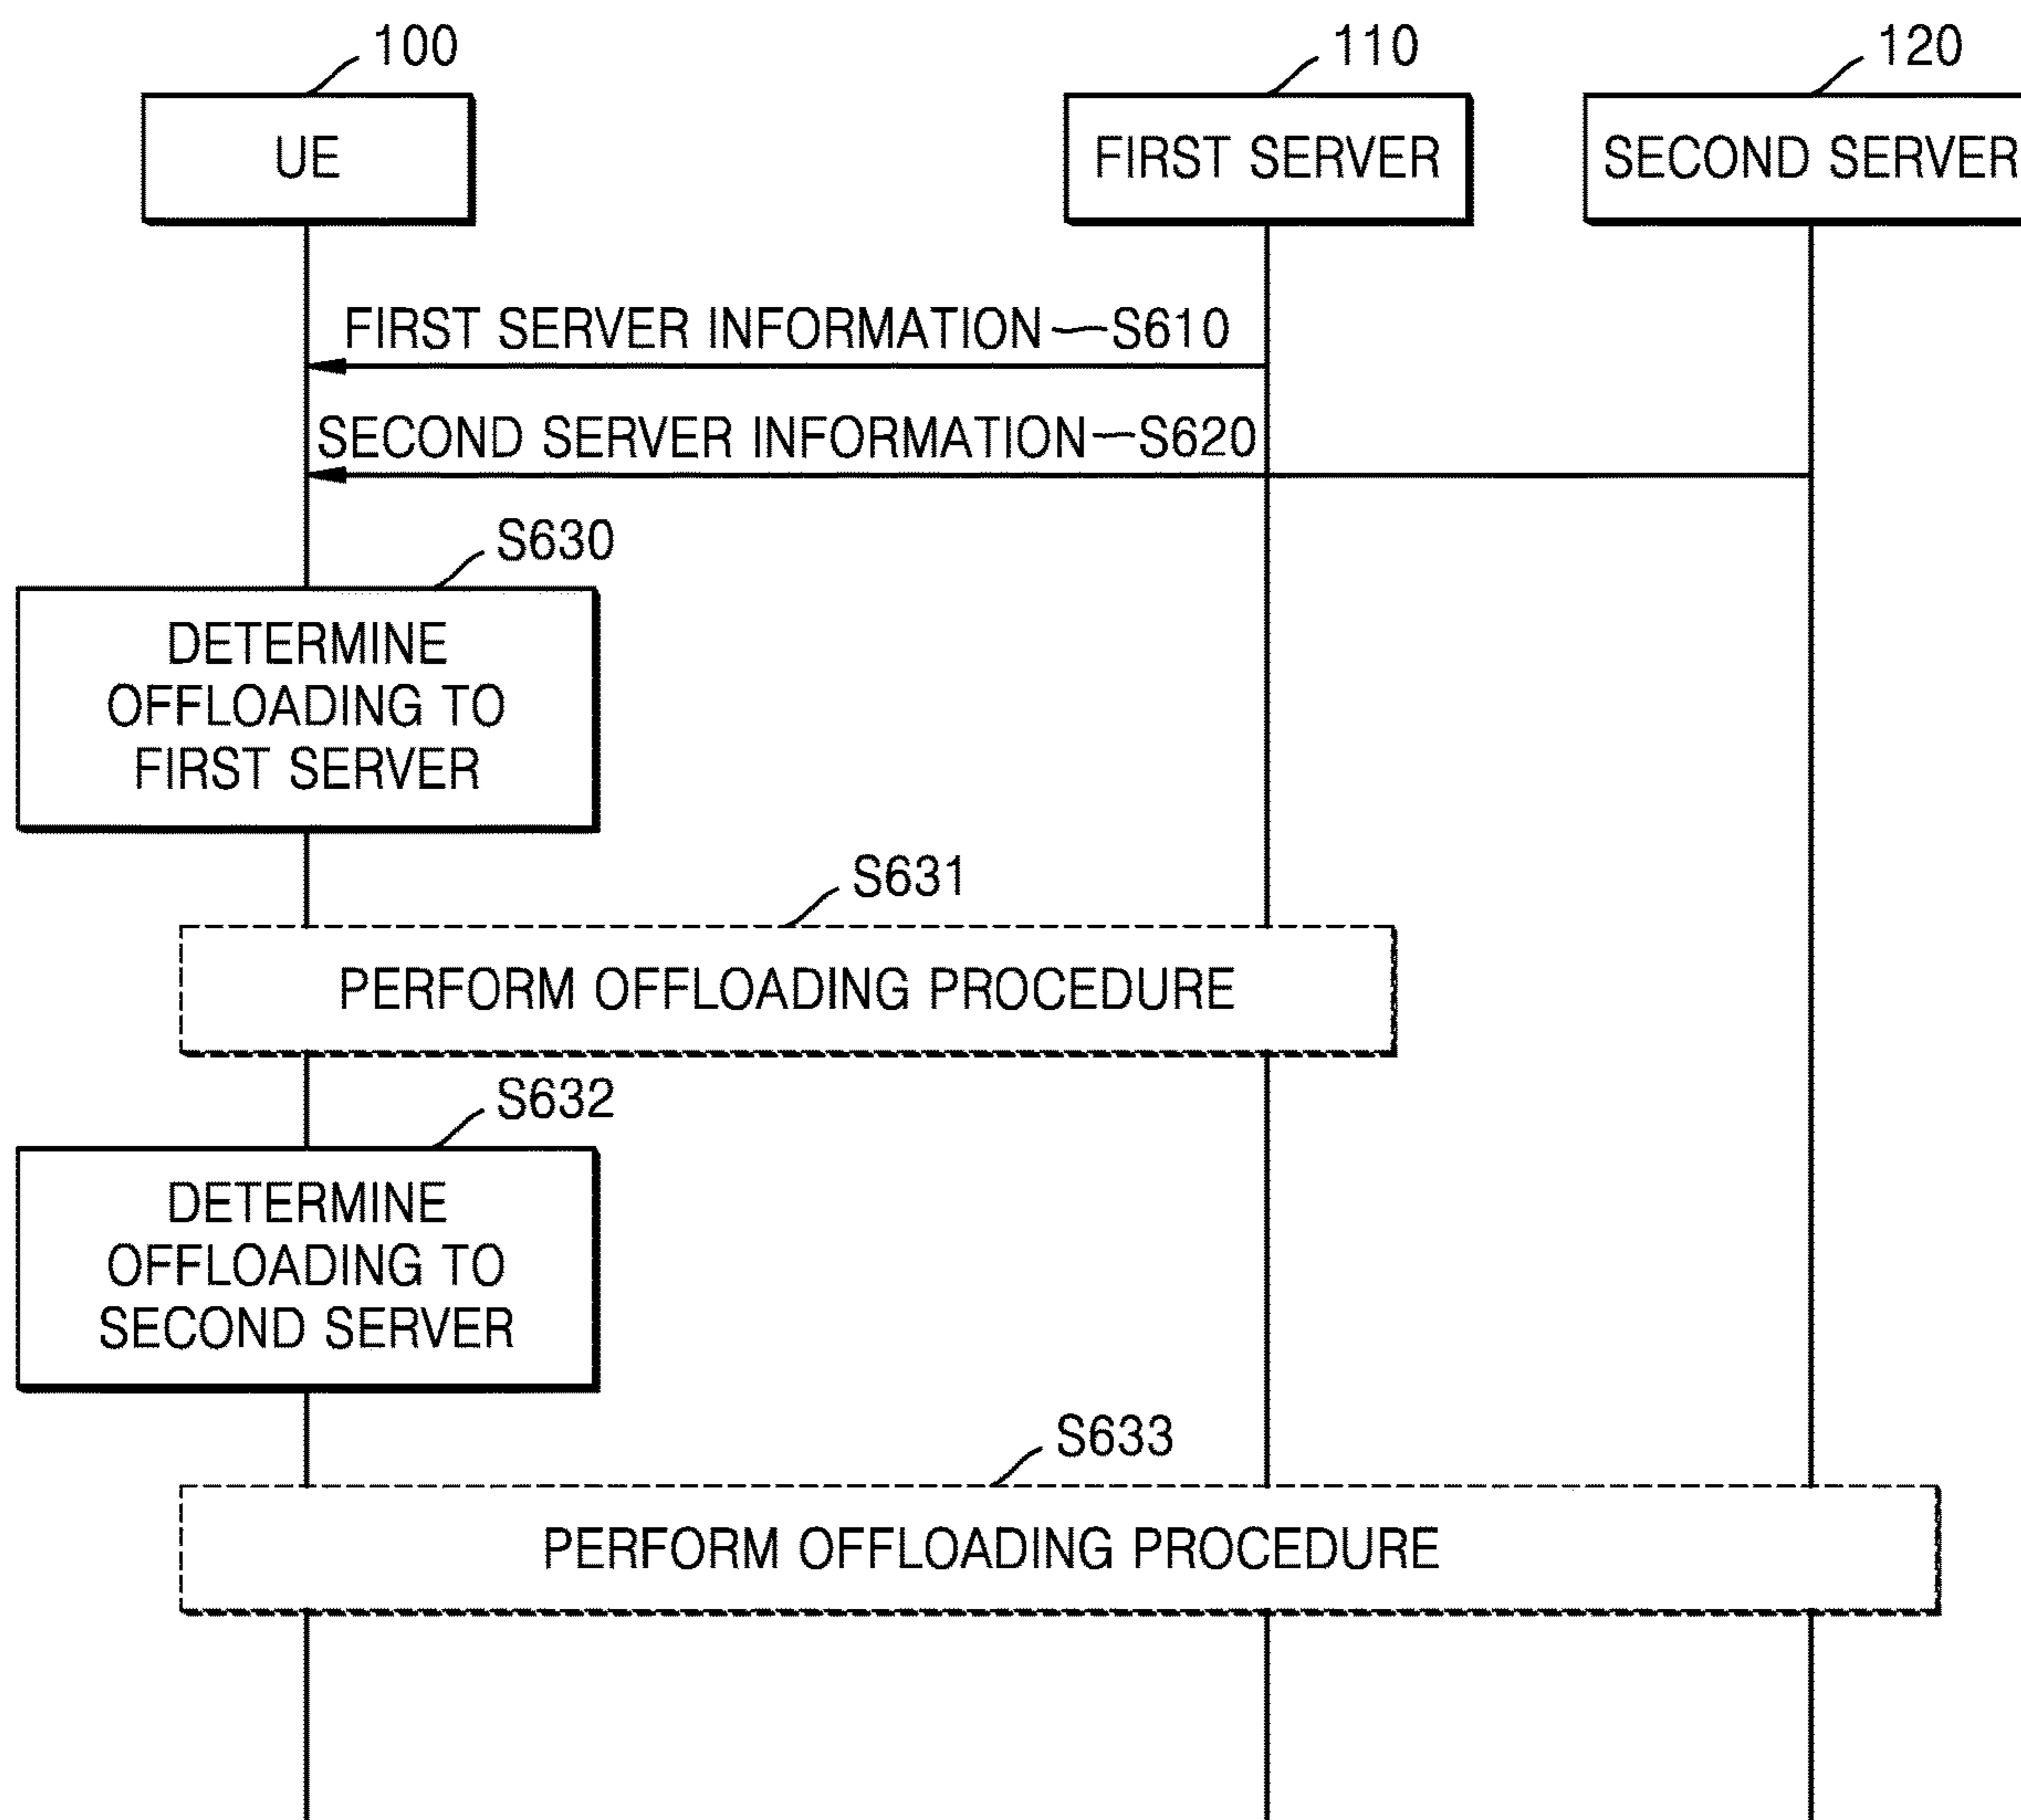 100
110
120
UE
FIRST SERVER
SECOND SERVER
FIRST SERVER INFORMATION
S610
SECOND SERVER INFORMATION
S620
S630
DETERMINE
OFFLOADING TO
FIRST SERVER
S631
PERFORM OFFLOADING PROCEDURE
S632
DETERMINE
OFFLOADING TO
SECOND SERVER
S633
PERFORM OFFLOADING PROCEDURE